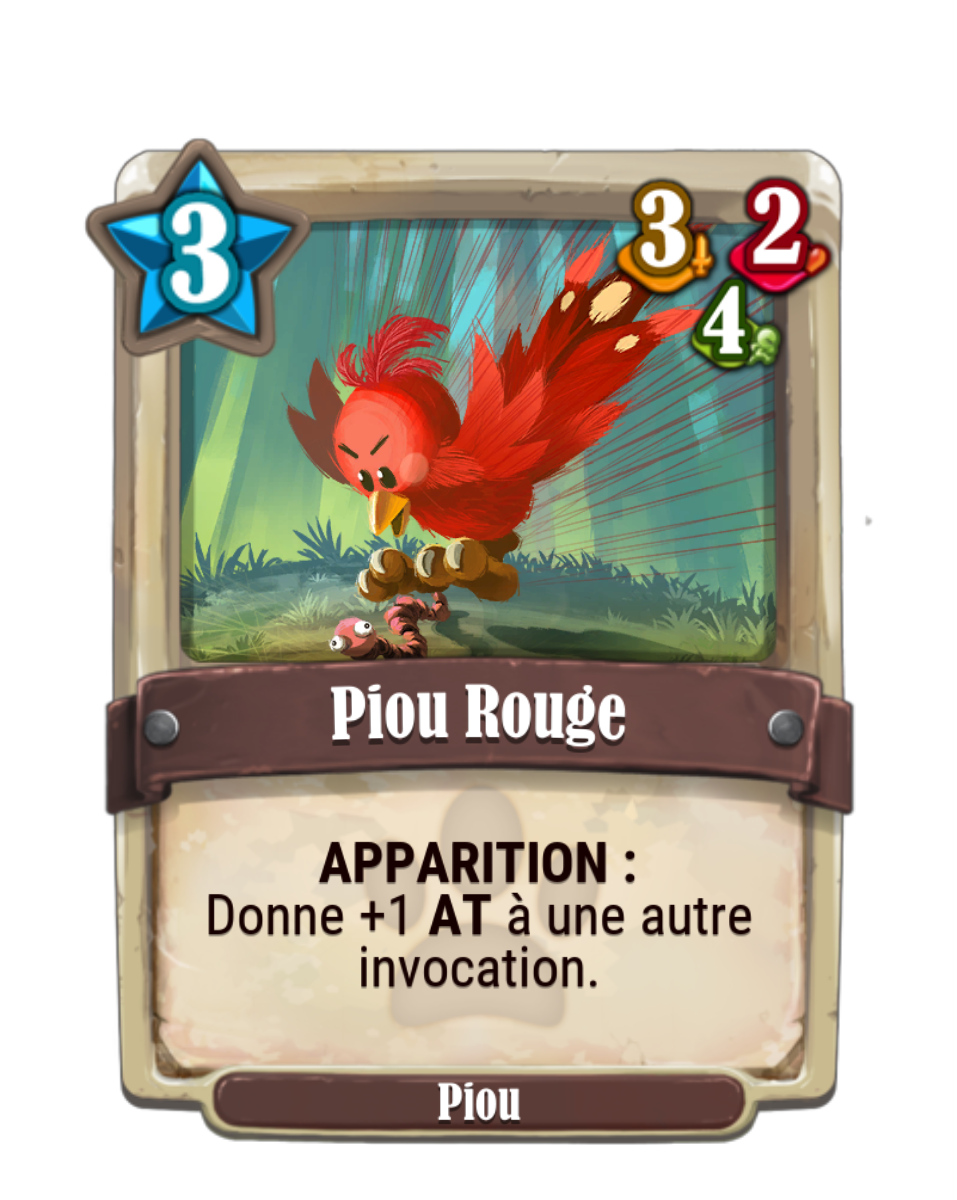 3
3
2
4
Piou Rouge
APPARITION :
Donne +1 AT à une autre
invocation.
Piou